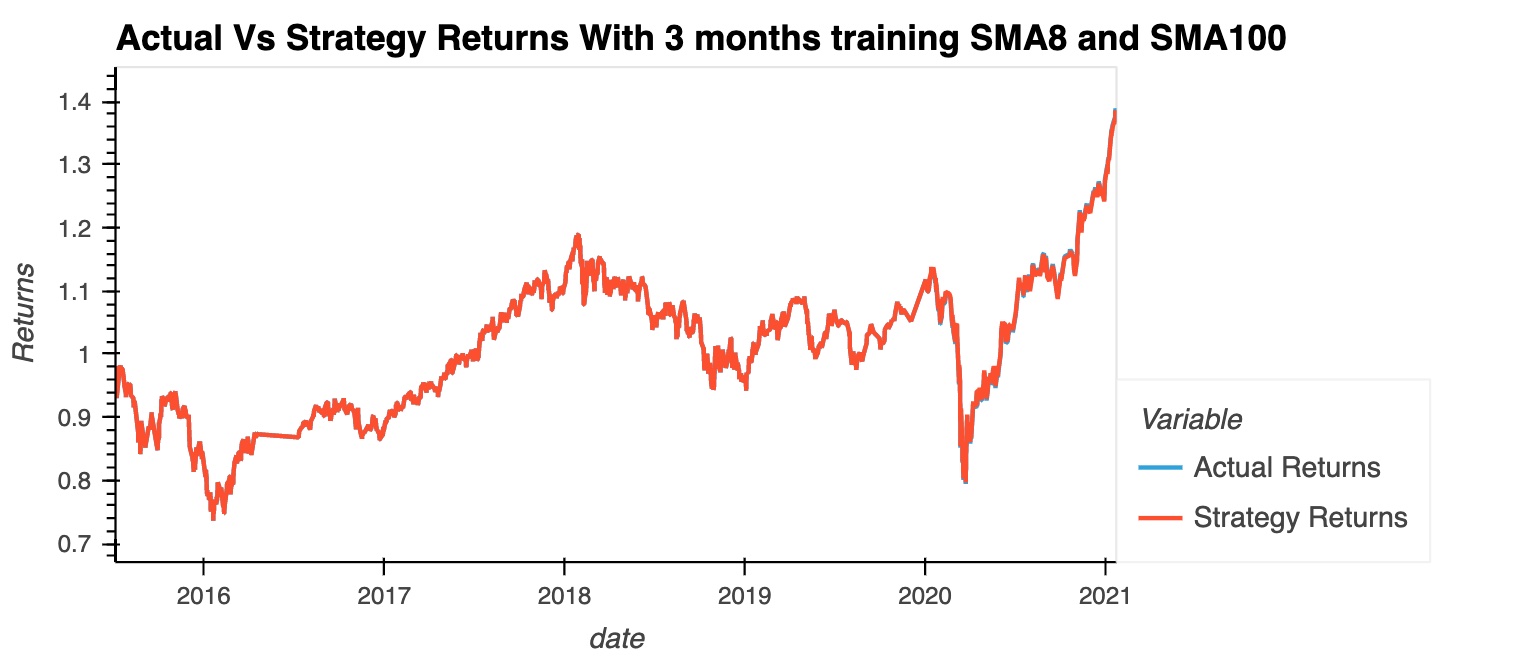 Actual Vs Strategy Returns With 3 months training SMA8 and SMA100
1.4
1.3
1.2
1.1
1
0.9
0.8
0.7
Returns
2016 2017 2018 2019 2020 2021
date
Variable
Actual Returns
Strategy Returns